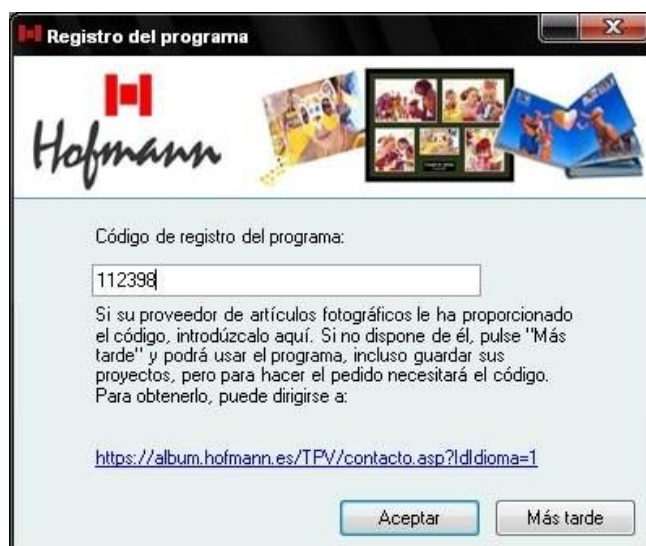 Registro del programa
Hofmann
Código de registro del programa:
112398
Si su proveedor de artículos fotográficos le ha proporcionado
el código, introdúzcalo aquí. Si no dispone de él, pulse "Más
tarde" y podrá usar el programa, incluso guardar sus
proyectos, pero para hacer el pedido necesitará el código.
Para obtenerlo, puede dirigirse a:
https://album.hofmann.es/TPV/contacto.asp?IdIdioma=1
Aceptar
Más tarde